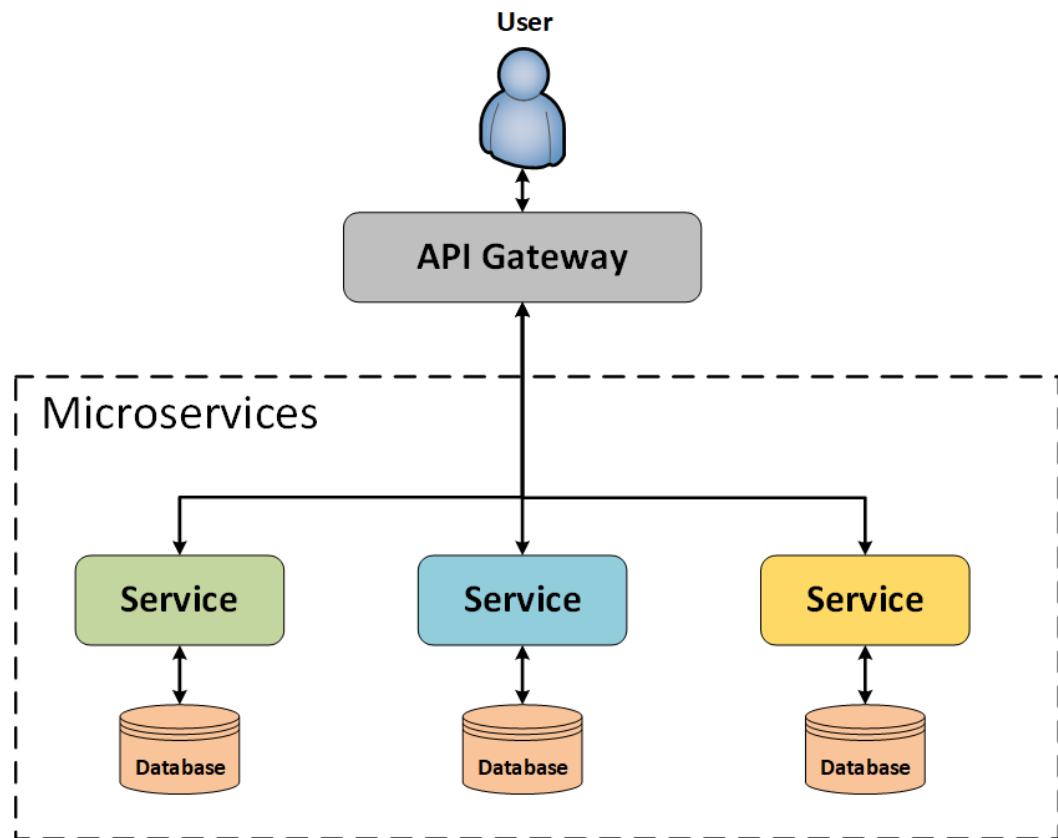 User
API Gateway
Microservices
Service
Service
Service
Database
Database
Database